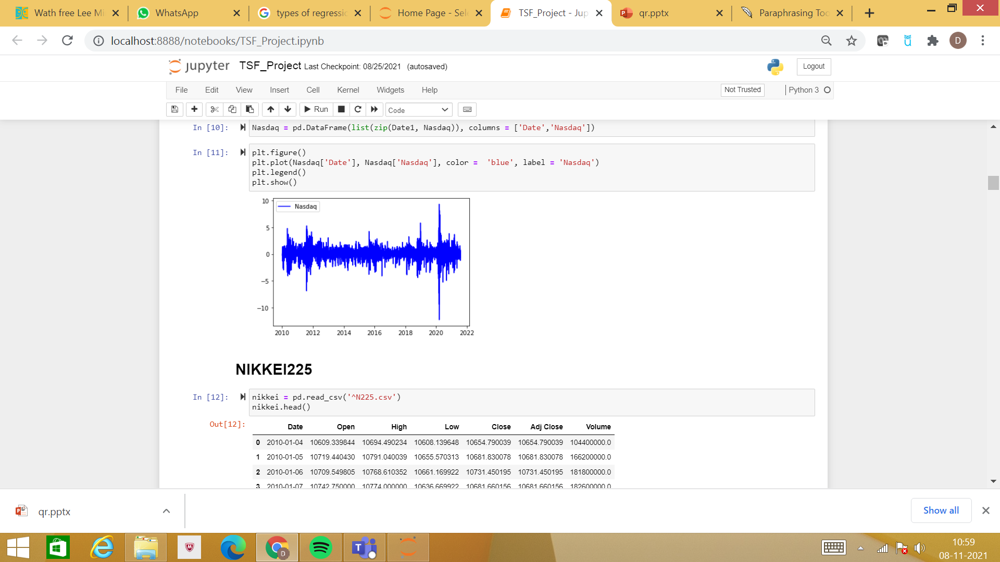 Wath free Lee Mi
WhatsApp
types of regressio
Home Page - Sele
TSF_Project - Jup
qr.pptx
Paraphrasing Too
localhost:8888/notebooks/TSF_Project.ipynb
D
jupyter TSF_Project Last Checkpoint: 08/25/2021 (autosaved)
Logout
File Edit View Insert Cell Kernel Widgets Help
Not Trusted Python 3
Run Code
In [10]: Nasdaq = pd.DataFrame(list(zip(Date1, Nasdaq)), columns = ['Date','Nasdaq'])
In [11]: plt.figure()
plt.plot(Nasdaq['Date'], Nasdaq['Nasdaq'], color =  'blue', label = 'Nasdaq')
plt.legend()
plt.show()
10
Nasdaq
5
0
−5
−10
2010 2012 2014 2016 2018 2020 2022
NIKKEI225
In [12]: nikkei = pd.read_csv('^N225.csv')
nikkei.head()
Out[12]:
Date Open High Low Close Adj Close Volume
0 2010-01-04 10609.339844 10694.490234 10608.139648 10654.790039 10654.790039 104400000.0
1 2010-01-05 10719.440430 10791.040039 10655.570313 10681.830078 10681.830078 166200000.0
2 2010-01-06 10709.549805 10768.610352 10661.169922 10731.450195 10731.450195 181800000.0
3 2010-01-07 10742.750000 10774.000000 10636.669922 10681.660156 10681.660156 182600000.0
qr.pptx
Show all
D
T
10:59
08-11-2021